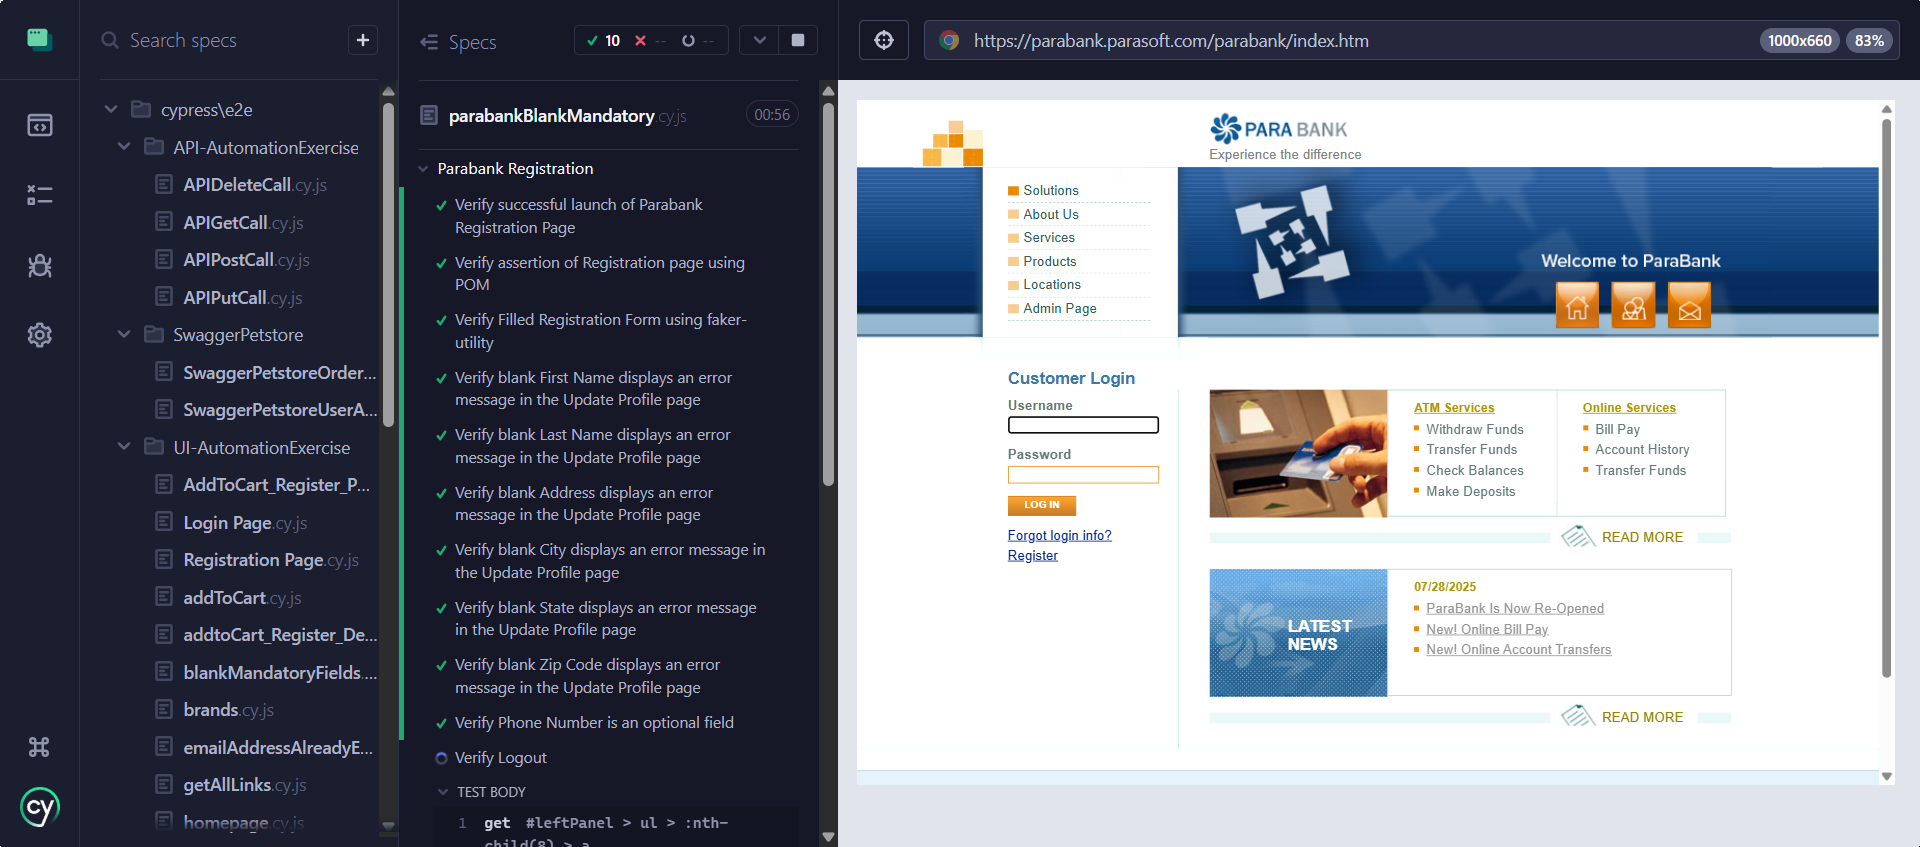 Search specs
+
cypress\e2e
API-AutomationExercise
APIDeleteCall.cy.js
APIGetCall.cy.js
APIPostCall.cy.js
APIPutCall.cy.js
SwaggerPetstore
SwaggerPetstoreOrder...
SwaggerPetstoreUserA...
UI-AutomationExercise
AddToCart_Register_P...
Login Page.cy.js
Registration Page.cy.js
addToCart.cy.js
addtoCart_Register_De...
blankMandatoryFields....
brands.cy.js
emailAddressAlreadyE...
getAllLinks.cy.js
homepage.cy.js
cy
Specs
10
--
--
parabankBlankMandatory.cy.js
00:56
Parabank Registration
Verify successful launch of Parabank
Registration Page
Verify assertion of Registration page using
POM
Verify Filled Registration Form using faker-
utility
Verify blank First Name displays an error
message in the Update Profile page
Verify blank Last Name displays an error
message in the Update Profile page
Verify blank Address displays an error
message in the Update Profile page
Verify blank City displays an error message in
the Update Profile page
Verify blank State displays an error message
in the Update Profile page
Verify blank Zip Code displays an error
message in the Update Profile page
Verify Phone Number is an optional field
Verify Logout
TEST BODY
1 get #leftPanel > ul > :nth-
child(8) > a
https://parabank.parasoft.com/parabank/index.htm
1000x660
83%
PARA BANK
Experience the difference
Solutions
About Us
Services
Products
Locations
Admin Page
Welcome to ParaBank
Customer Login
Username
Password
LOG IN
Forgot login info?
Register
ATM Services
Withdraw Funds
Transfer Funds
Check Balances
Make Deposits
Online Services
Bill Pay
Account History
Transfer Funds
READ MORE
LATEST
NEWS
07/28/2025
ParaBank Is Now Re-Opened
New! Online Bill Pay
New! Online Account Transfers
READ MORE